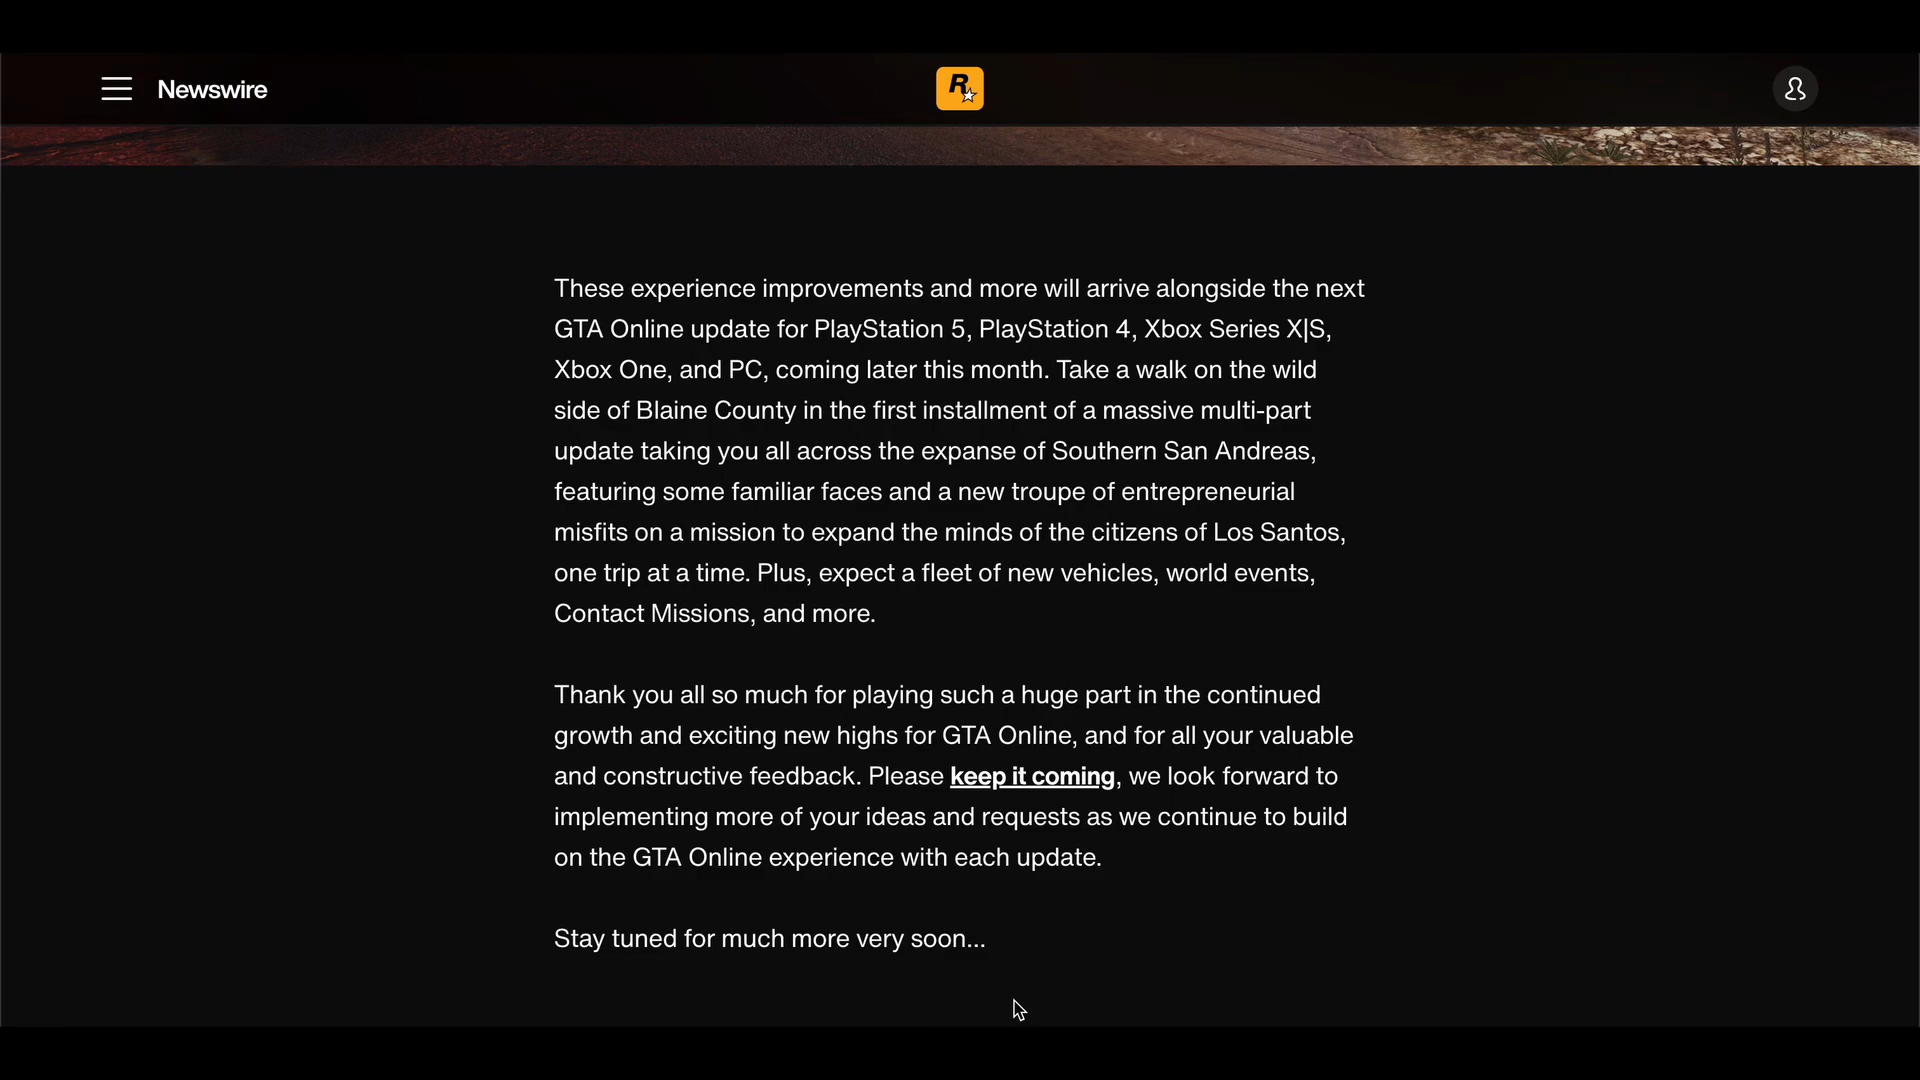 Newswire
R
These experience improvements and more will arrive alongside the next
GTA Online update for PlayStation 5, PlayStation 4, Xbox Series X|S,
Xbox One, and PC, coming later this month. Take a walk on the wild
side of Blaine County in the first installment of a massive multi-part
update taking you all across the expanse of Southern San Andreas,
featuring some familiar faces and a new troupe of entrepreneurial
misfits on a mission to expand the minds of the citizens of Los Santos,
one trip at a time. Plus, expect a fleet of new vehicles, world events,
Contact Missions, and more.
Thank you all so much for playing such a huge part in the continued
growth and exciting new highs for GTA Online, and for all your valuable
and constructive feedback. Please keep it coming, we look forward to
implementing more of your ideas and requests as we continue to build
on the GTA Online experience with each update.
Stay tuned for much more very soon...